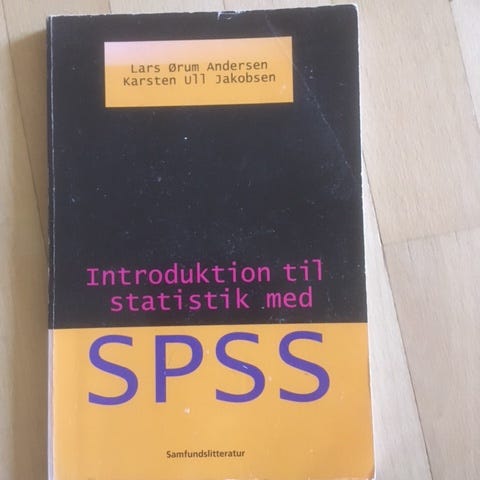 Lars Ørum Andersen
Karsten Ull Jakobsen
Introduktion til
statistik med
SPSS
Samfundslitteratur